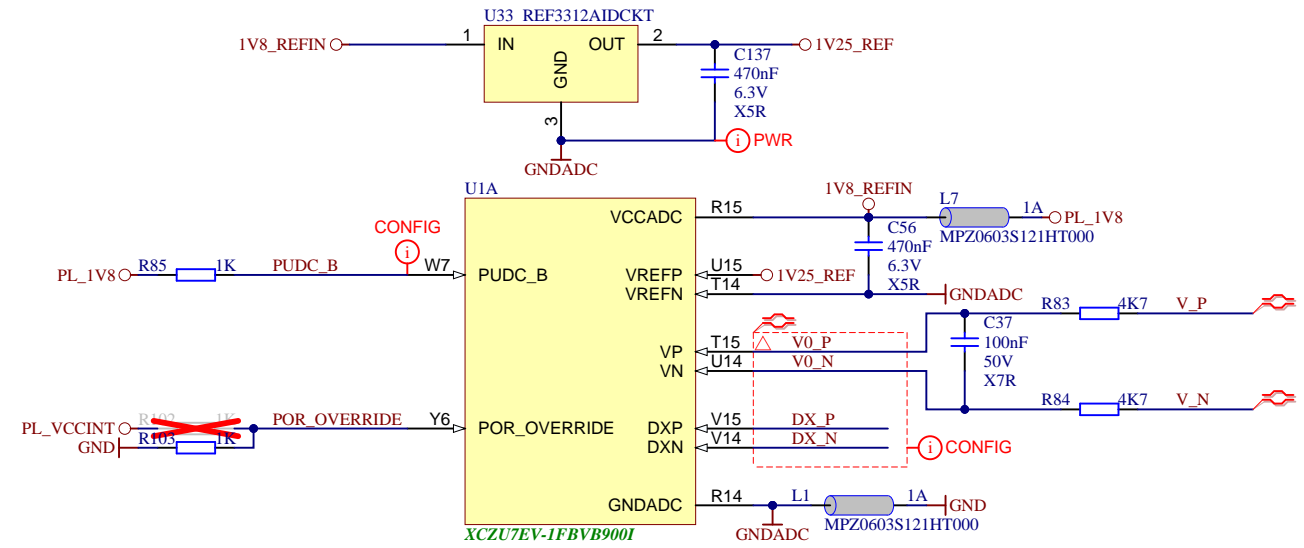 U33 REF3312AIDCKT
1V8_REFIN 1 IN OUT 2 1V25_REF
GND
3
C137
470nF
6.3V
X5R
i PWR
GNDADC
U1A
1V8_REFIN
VCCADC R15
L7 1A PL_1V8
MPZ0603S121HT000
C56
470nF
6.3V
X5R
CONFIG
i
PL_1V8 R85 1K PUDC_B W7 PUDC_B
VREFP U15 1V25_REF
VREFN T14 GNDADC
R83 4K7 V_P
C37
100nF
50V
X7R
VP T15 V0_P
VN U14 V0_N
R84 4K7 V_N
R102 1K
PL_VCCINT POR_OVERRIDE Y6 POR_OVERRIDE
GND R103 1K
DXP V15 DX_P
DXN V14 DX_N
i CONFIG
GNDADC R14 L1 1A GND
GNDADC MPZ0603S121HT000
XCZU7EV-1FBVB900I